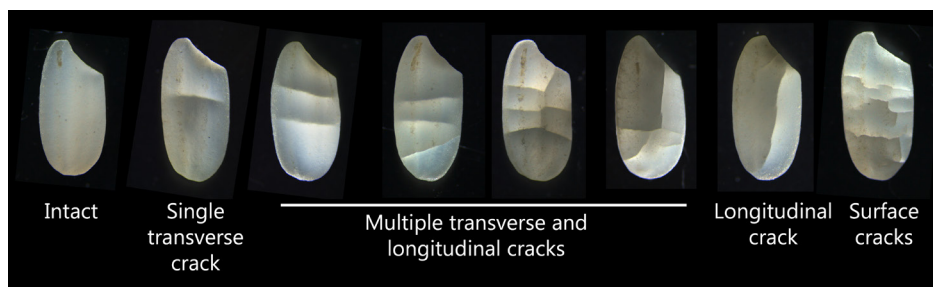 Intact
Single
transverse
crack
Multiple transverse and
longitudinal cracks
Longitudinal
crack
Surface
cracks